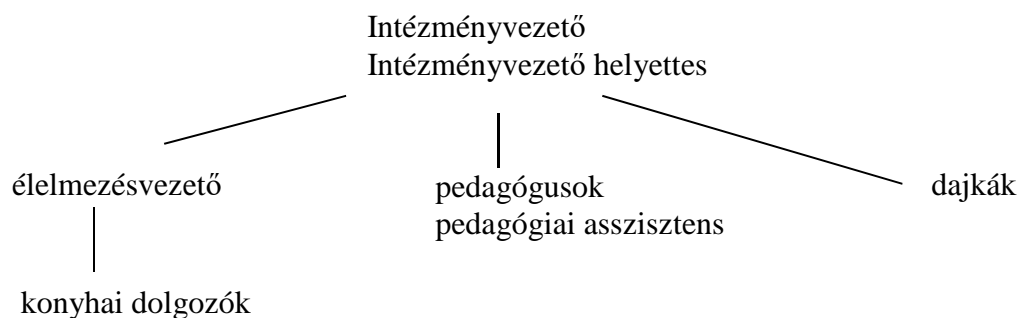 Intézményvezető
Intézményvezető helyettes
élelmezésvezető
pedagógusok
dajkák
pedagógiai asszisztens
konyhai dolgozók